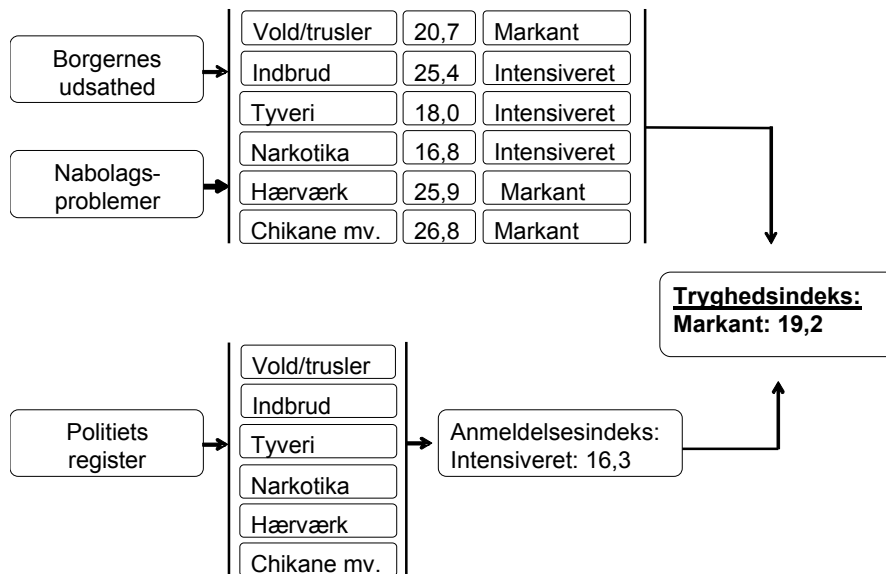 Borgernes
udsathed
Nabolags-
problemer
Vold/trusler 20,7 Markant
Indbrud 25,4 Intensiveret
Tyveri 18,0 Intensiveret
Narkotika 16,8 Intensiveret
Hærværk 25,9 Markant
Chikane mv. 26,8 Markant
Tryghedsindeks:
Markant: 19,2
Politiets
register
Vold/trusler
Indbrud
Tyveri
Narkotika
Hærværk
Chikane mv.
Anmeldelsesindeks:
Intensiveret: 16,3